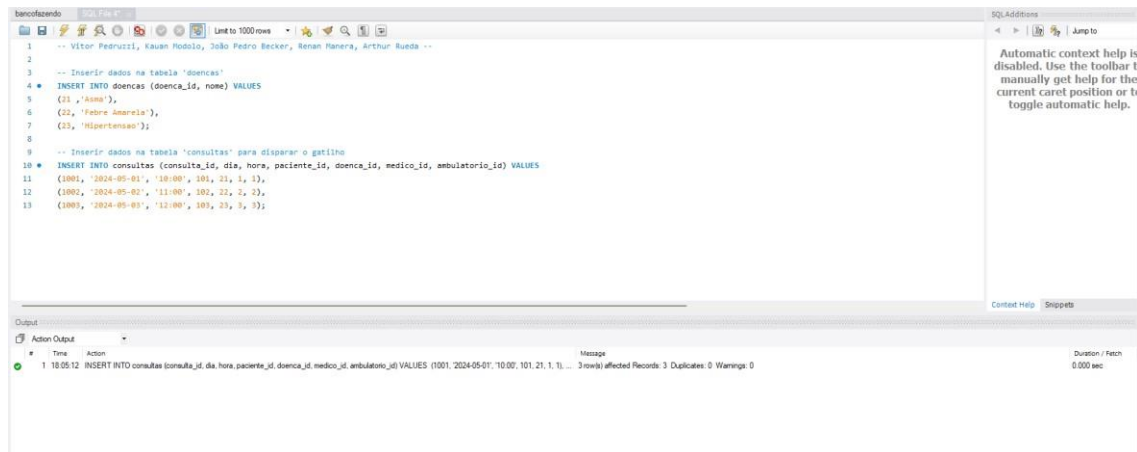 bancofazendo
SQL File 4*
SQLAdditions
Limit to 1000 rows
Jump to
1 -- Vitor Pedruzzi, Kauan Modolo, João Pedro Becker, Renan Manera, Arthur Rueda --
2
3 -- Inserir dados na tabela 'doencas'
4 INSERT INTO doencas (doenca_id, nome) VALUES
5 (21 ,'Asma'),
6 (22, 'Febre Amarela'),
7 (23, 'Hipertensao');
8
9 -- Inserir dados na tabela 'consultas' para disparar o gatilho
10 INSERT INTO consultas (consulta_id, dia, hora, paciente_id, doenca_id, medico_id, ambulatorio_id) VALUES
11 (1001, '2024-05-01', '10:00', 101, 21, 1, 1),
12 (1002, '2024-05-02', '11:00', 102, 22, 2, 2),
13 (1003, '2024-05-03', '12:00', 103, 23, 3, 3);
Automatic context help is
disabled. Use the toolbar t
manually get help for the
current caret position or to
toggle automatic help.
Context Help Snippets
Output
Action Output
# Time Action Message Duration / Fetch
1 18:05:12 INSERT INTO consultas (consulta_id, dia, hora, paciente_id, doenca_id, medico_id, ambulatorio_id) VALUES (1001, '2024-05-01', '10:00', 101, 21, 1, 1), ... 3 row(s) affected Records: 3 Duplicates: 0 Warnings: 0 0.000 sec